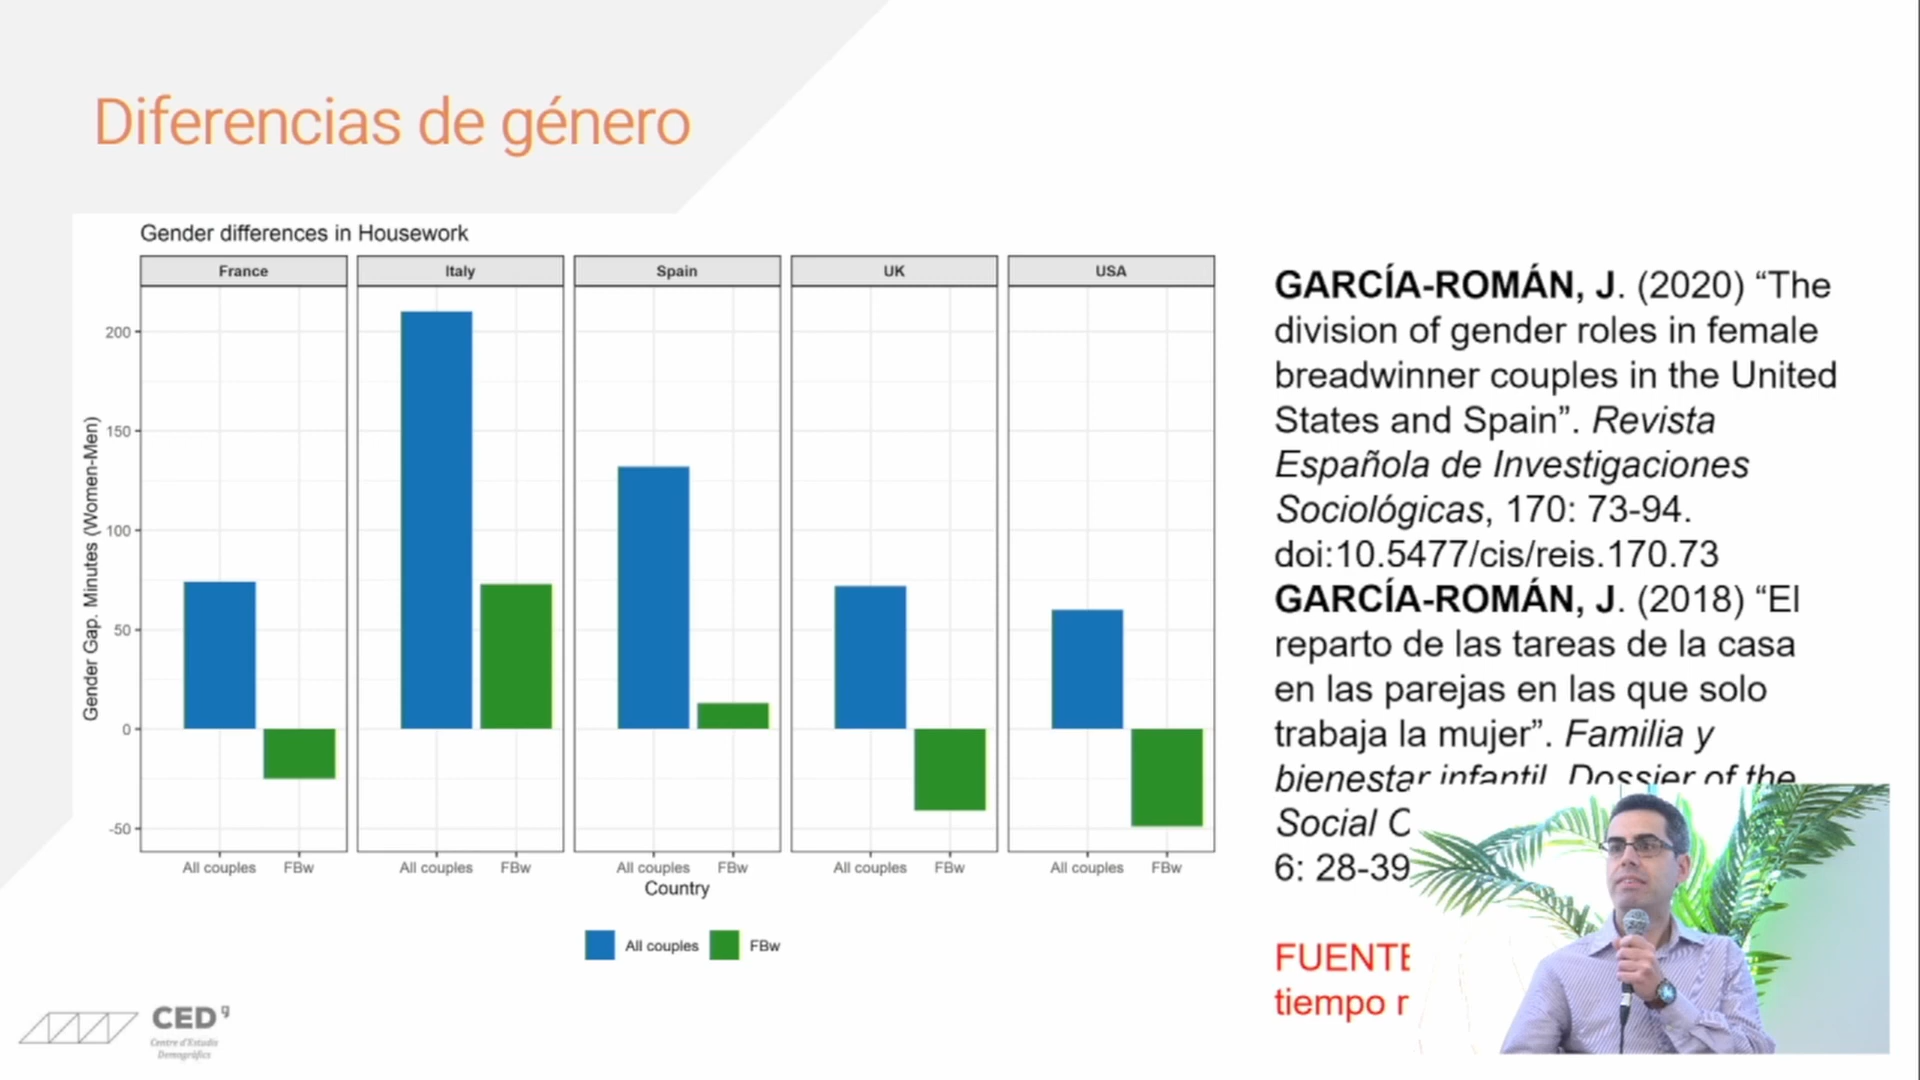 Diferencias de género
Gender differences in Housework
France
Italy
Spain
UK
USA
Gender Gap. Minutes (Women-Men)
200
150
100
50
0
-50
All couples FBw
All couples FBw
All couples FBw
All couples FBw
All couples FBw
Country
All couples FBw
GARCÍA-ROMÁN, J. (2020) “The
division of gender roles in female
breadwinner couples in the United
States and Spain”. Revista
Española de Investigaciones
Sociológicas, 170: 73-94.
doi:10.5477/cis/reis.170.73
GARCÍA-ROMÁN, J. (2018) “El
reparto de las tareas de la casa
en las parejas en las que solo
trabaja la mujer”. Familia y
bienestar infantil. Dossier of the
Social C
6: 28-39
FUENTE
tiempo r
CED
Centre d'Estudis
Demogràfics